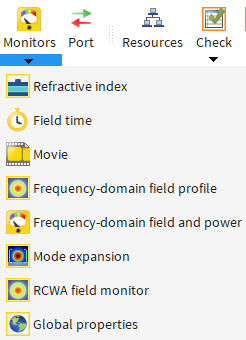 Monitors Port Resources Check
Refractive index
Field time
Movie
Frequency-domain field profile
Frequency-domain field and power
Mode expansion
RCWA field monitor
Global properties